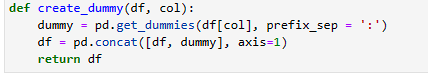 def create_dummy(df, col):
    dummy = pd.get_dummies(df[col], prefix_sep = ':')
    df = pd.concat([df, dummy], axis=1)
    return df